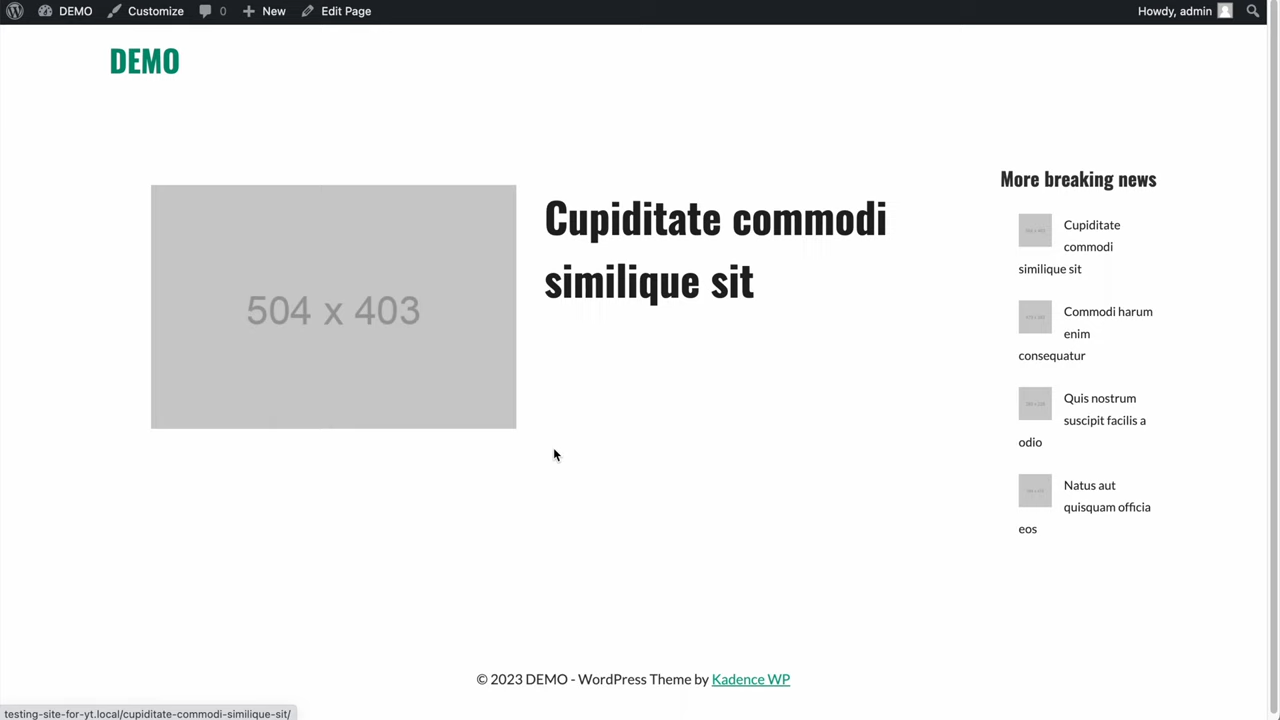 DEMO
Customize
0
New
Edit Page
Howdy, admin
DEMO
504 x 403
Cupiditate commodi
similique sit
More breaking news
Cupiditate
commodi
similique sit
Commodi harum
enim
consequatur
Quis nostrum
suscipit facilis a
odio
Natus aut
quisquam officia
eos
© 2023 DEMO - WordPress Theme by Kadence WP
testing-site-for-yt.local/cupiditate-commodi-similique-sit/